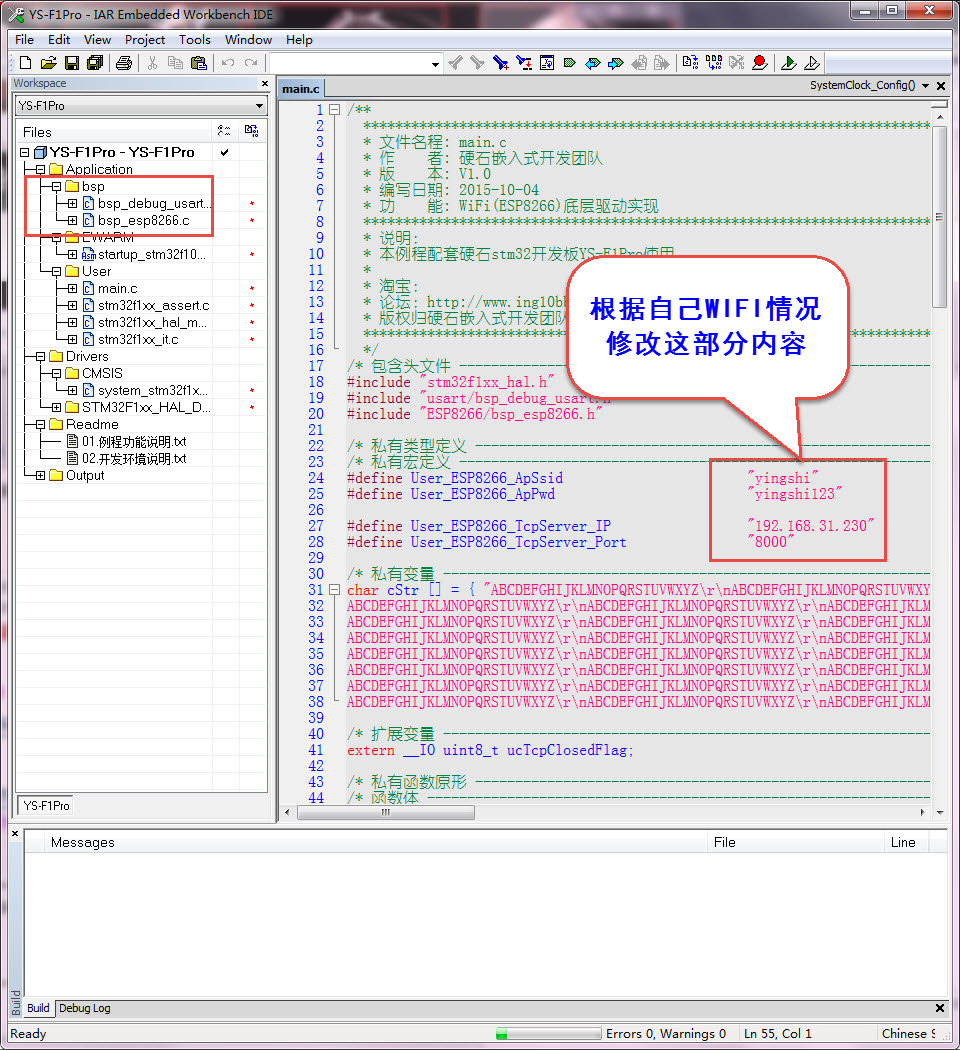 YS-F1Pro - IAR Embedded Workbench IDE
File Edit View Project Tools Window Help
Workspace
YS-F1Pro
Files
YS-F1Pro - YS-F1Pro
Application
bsp
bsp_debug_usart...
bsp_esp8266.c
EWARM
startup_stm32f10...
User
main.c
stm32f1xx_assert.c
stm32f1xx_hal_m...
stm32f1xx_it.c
Drivers
CMSIS
system_stm32f1x...
STM32F1xx_HAL_D...
Readme
01.例程功能说明.txt
02.开发环境说明.txt
Output
YS-F1Pro
main.c
SystemClock_Config()
1 /**
2 ******************************************************************************
3 * 文件名程: main.c
4 * 作 者: 硬石嵌入式开发团队
5 * 版 本: V1.0
6 * 编写日期: 2015-10-04
7 * 功 能: WiFi(ESP8266)底层驱动实现
8 ******************************************************************************
9 * 说明:
10 * 本例程配套硬石stm32开发板YS-F1Pro使用
11 *
12 * 淘宝:
13 * 论坛: http://www.ing10bb
14 * 版权归硬石嵌入式开发团队
15 ******************************************************************************
16 */
17 /* 包含头文件 ----------------------------------------------------------------
18 #include "stm32f1xx_hal.h"
19 #include "usart/bsp_debug_usart.h"
20 #include "ESP8266/bsp_esp8266.h"
21
22 /* 私有类型定义 --------------------------------------------------------------
23 /* 私有宏定义 ----------------------------------------------------------------
24 #define User_ESP8266_ApSsid "yingshi"
25 #define User_ESP8266_ApPwd "yingshi123"
26
27 #define User_ESP8266_TcpServer_IP "192.168.31.230"
28 #define User_ESP8266_TcpServer_Port "8000"
29
30 /* 私有变量 ------------------------------------------------------------------
31 char cStr [] = { "ABCDEFGHIJKLMNOPQRSTUVWXYZ\r\nABCDEFGHIJKLMNOPQRSTUVWXY
32 ABCDEFGHIJKLMNOPQRSTUVWXYZ\r\nABCDEFGHIJKLMNOPQRSTUVWXYZ\r\nABCDEFGHIJKLM
33 ABCDEFGHIJKLMNOPQRSTUVWXYZ\r\nABCDEFGHIJKLMNOPQRSTUVWXYZ\r\nABCDEFGHIJKLM
34 ABCDEFGHIJKLMNOPQRSTUVWXYZ\r\nABCDEFGHIJKLMNOPQRSTUVWXYZ\r\nABCDEFGHIJKLM
35 ABCDEFGHIJKLMNOPQRSTUVWXYZ\r\nABCDEFGHIJKLMNOPQRSTUVWXYZ\r\nABCDEFGHIJKLM
36 ABCDEFGHIJKLMNOPQRSTUVWXYZ\r\nABCDEFGHIJKLMNOPQRSTUVWXYZ\r\nABCDEFGHIJKLM
37 ABCDEFGHIJKLMNOPQRSTUVWXYZ\r\nABCDEFGHIJKLMNOPQRSTUVWXYZ\r\nABCDEFGHIJKLM
38 ABCDEFGHIJKLMNOPQRSTUVWXYZ\r\nABCDEFGHIJKLMNOPQRSTUVWXYZ\r\nABCDEFGHIJKLM
39
40 /* 扩展变量 ------------------------------------------------------------------
41 extern __IO uint8_t ucTcpClosedFlag;
42
43 /* 私有函数原形 --------------------------------------------------------------
44 /* 函数体 --------------------------------------------------------------------
根据自己WIFI情况
修改这部分内容
Messages File Line
Build
Build Debug Log
Ready Errors 0, Warnings 0 Ln 55, Col 1 Chinese S